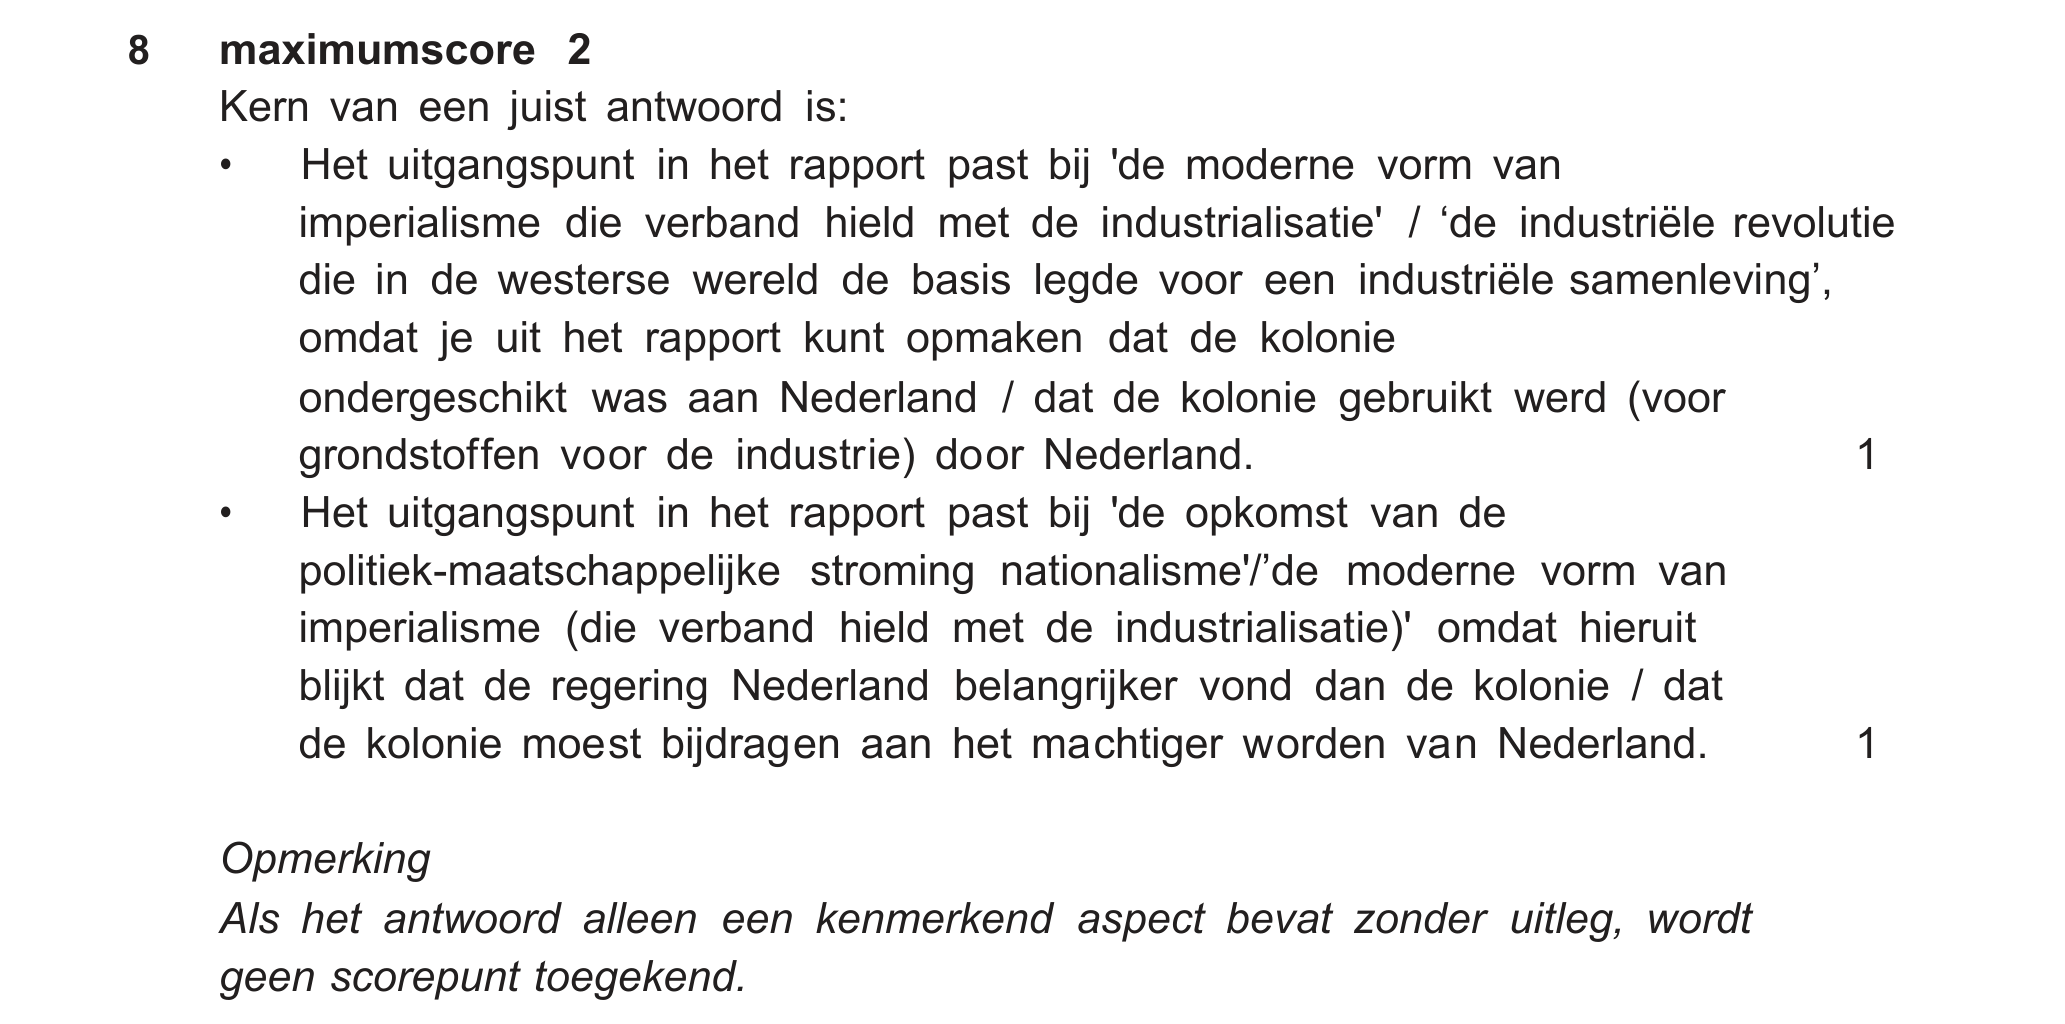 8 maximumscore 2
Kern van een juist antwoord is:
• Het uitgangspunt in het rapport past bij 'de moderne vorm van
imperialisme die verband hield met de industrialisatie' / ‘de industriële revolutie
die in de westerse wereld de basis legde voor een industriële samenleving’,
omdat je uit het rapport kunt opmaken dat de kolonie
ondergeschikt was aan Nederland / dat de kolonie gebruikt werd (voor
grondstoffen voor de industrie) door Nederland. 1
• Het uitgangspunt in het rapport past bij 'de opkomst van de
politiek-maatschappelijke stroming nationalisme'/’de moderne vorm van
imperialisme (die verband hield met de industrialisatie)' omdat hieruit
blijkt dat de regering Nederland belangrijker vond dan de kolonie / dat
de kolonie moest bijdragen aan het machtiger worden van Nederland. 1
Opmerking
Als het antwoord alleen een kenmerkend aspect bevat zonder uitleg, wordt
geen scorepunt toegekend.